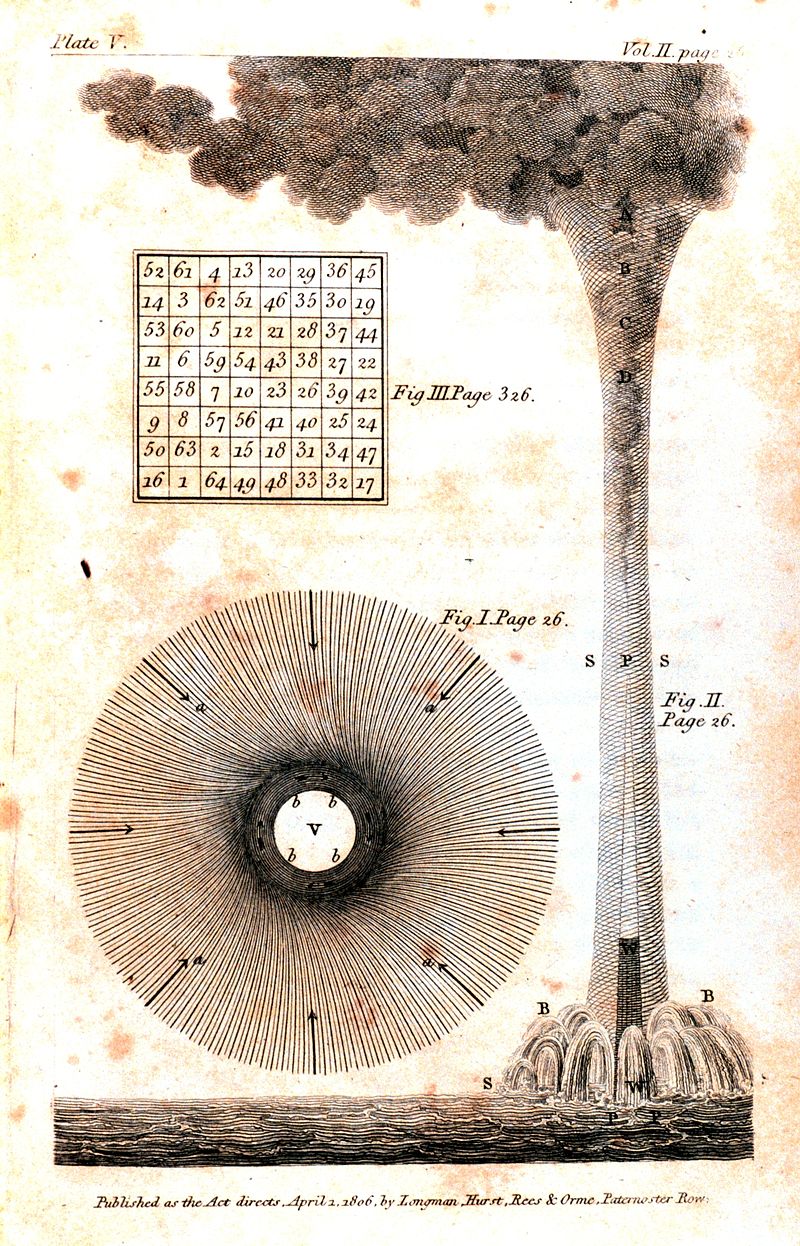 Plate V.
Vol. II. page 26
A
B
52 61 4 13 20 29 36 45
14 3 62 51 46 35 30 19
C
53 60 5 12 21 28 37 44
11 6 59 54 43 38 27 22
D
55 58 7 10 23 26 39 42
Fig. III. Page 326.
9 8 57 56 41 40 25 24
50 63 2 15 18 31 34 47
16 1 64 49 48 33 32 17
Fig. I. Page 26.
S P S
Fig. II.
Page 26.
a a
b b
V
b b
W
a a
B B
S W
P P
Published as the Act directs, April 1, 1806, by Longman, Hurst, Rees & Orme, Paternoster Row.